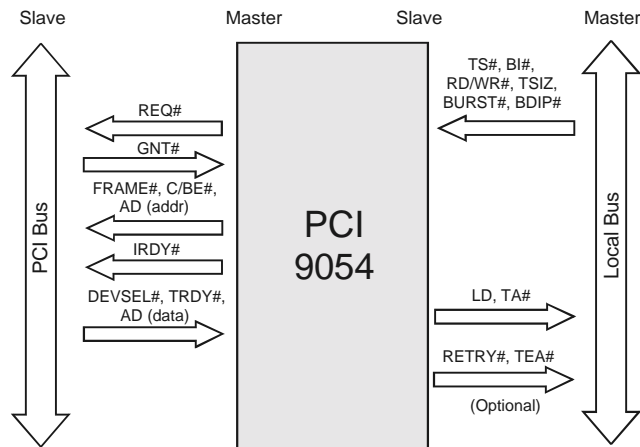 Slave
Master
Slave
Master
PCI Bus
REQ#
GNT#
FRAME#, C/BE#,
AD (addr)
IRDY#
DEVSEL#, TRDY#,
AD (data)
PCI
9054
TS#, BI#,
RD/WR#, TSIZ,
BURST#, BDIP#
LD, TA#
RETRY#, TEA#
(Optional)
Local Bus